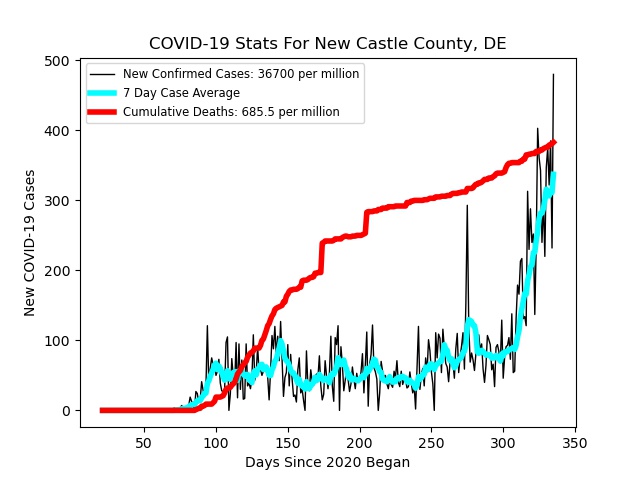 COVID-19 Stats For New Castle County, DE
New Confirmed Cases: 36700 per million
7 Day Case Average
Cumulative Deaths: 685.5 per million
New COVID-19 Cases
500
400
300
200
100
0
50
100
150
200
250
300
350
Days Since 2020 Began